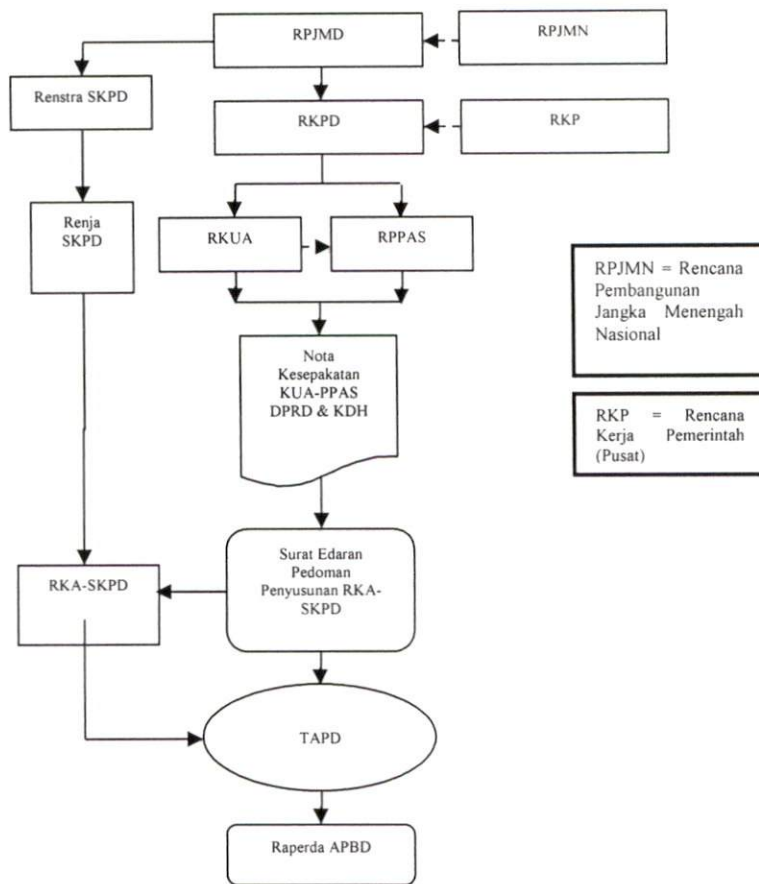 RPJMD
RPJMN
Renstra SKPD
RKPD
RKP
Renja
SKPD
RKUA
RPPAS
RPJMN = Rencana
Pembangunan
Jangka Menengah
Nasional
Nota
Kesepakatan
KUA-PPAS
DPRD & KDH
RKP = Rencana
Kerja Pemerintah
(Pusat)
Surat Edaran
Pedoman
Penyusunan RKA-
SKPD
RKA-SKPD
TAPD
Raperda APBD